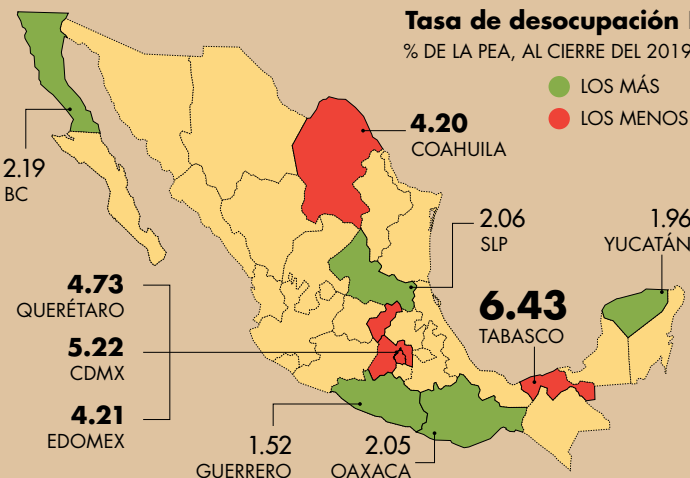 Tasa de desocupación
% DE LA PEA, AL CIERRE DEL 2019
LOS MÁS
LOS MENOS
4.20
COAHUILA
2.19
BC
2.06
SLP
1.96
YUCATÁN
4.73
QUERÉTARO
6.43
TABASCO
5.22
CDMX
4.21
EDOMEX
1.52
GUERRERO
2.05
OAXACA